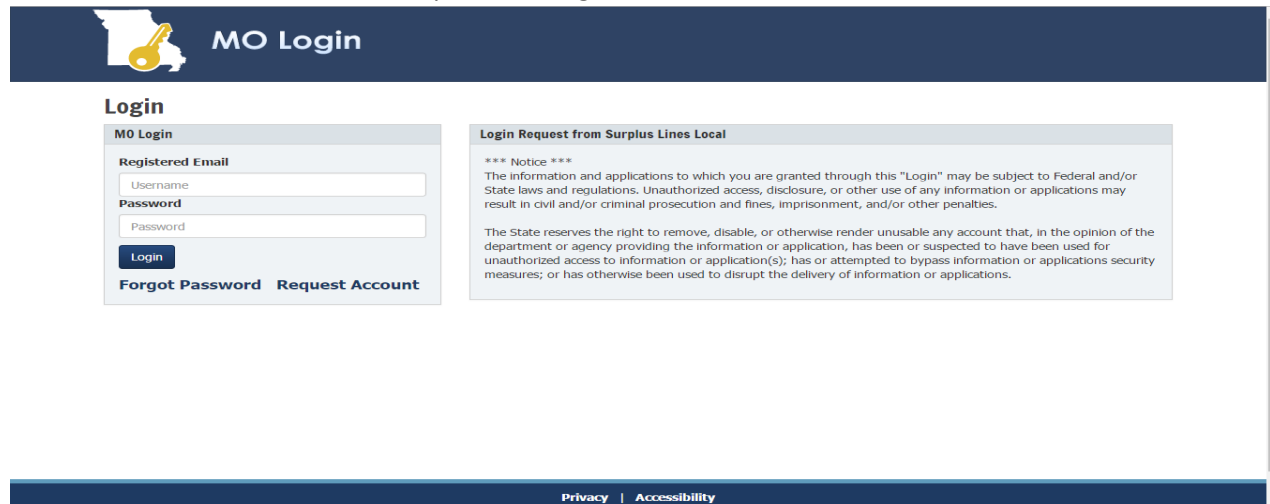 MO Login
Login
MO Login
Registered Email
Username
Password
Password
Login
Forgot Password Request Account
Login Request from Surplus Lines Local
*** Notice ***
The information and applications to which you are granted through this "Login" may be subject to Federal and/or
State laws and regulations. Unauthorized access, disclosure, or other use of any information or applications may
result in civil and/or criminal prosecution and fines, imprisonment, and/or other penalties.
The State reserves the right to remove, disable, or otherwise render unusable any account that, in the opinion of the
department or agency providing the information or application, has been or suspected to have been used for
unauthorized access to information or application(s); has or attempted to bypass information or applications security
measures; or has otherwise been used to disrupt the delivery of information or applications.
Privacy | Accessibility